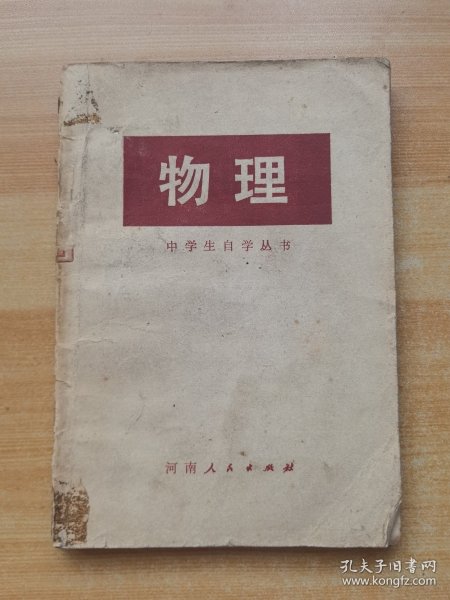 物理
中学生自学丛书
河南人民出版社
孔夫子旧书网
www.kongfz.com